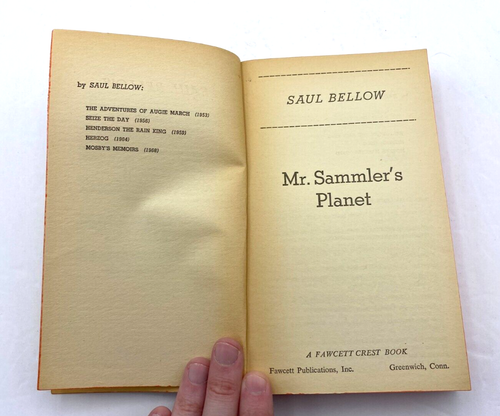 by SAUL BELLOW:
THE ADVENTURES OF AUGIE MARCH (1953)
SEIZE THE DAY (1956)
HENDERSON THE RAIN KING (1959)
HERZOG (1964)
MOSBY'S MEMOIRS (1968)
SAUL BELLOW
Mr. Sammler's
Planet
A FAWCETT CREST BOOK
Fawcett Publications, Inc. Greenwich, Conn.